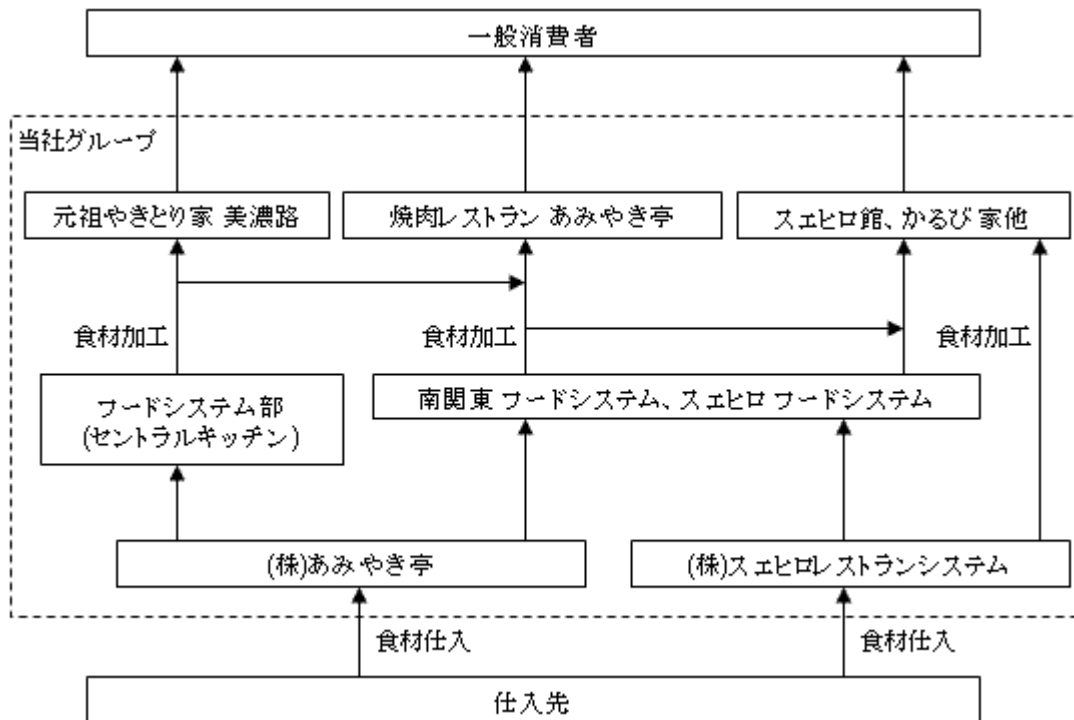 一般消費者
当社グループ
元祖やきとり家 美濃路
焼肉レストラン あみやき亭
スエヒロ館、かるび家他
食材加工
食材加工
食材加工
フードシステム部
(セントラルキッチン)
南関東フードシステム、スエヒロフードシステム
(株)あみやき亭
(株)スエヒロレストランシステム
食材仕入
食材仕入
仕入先